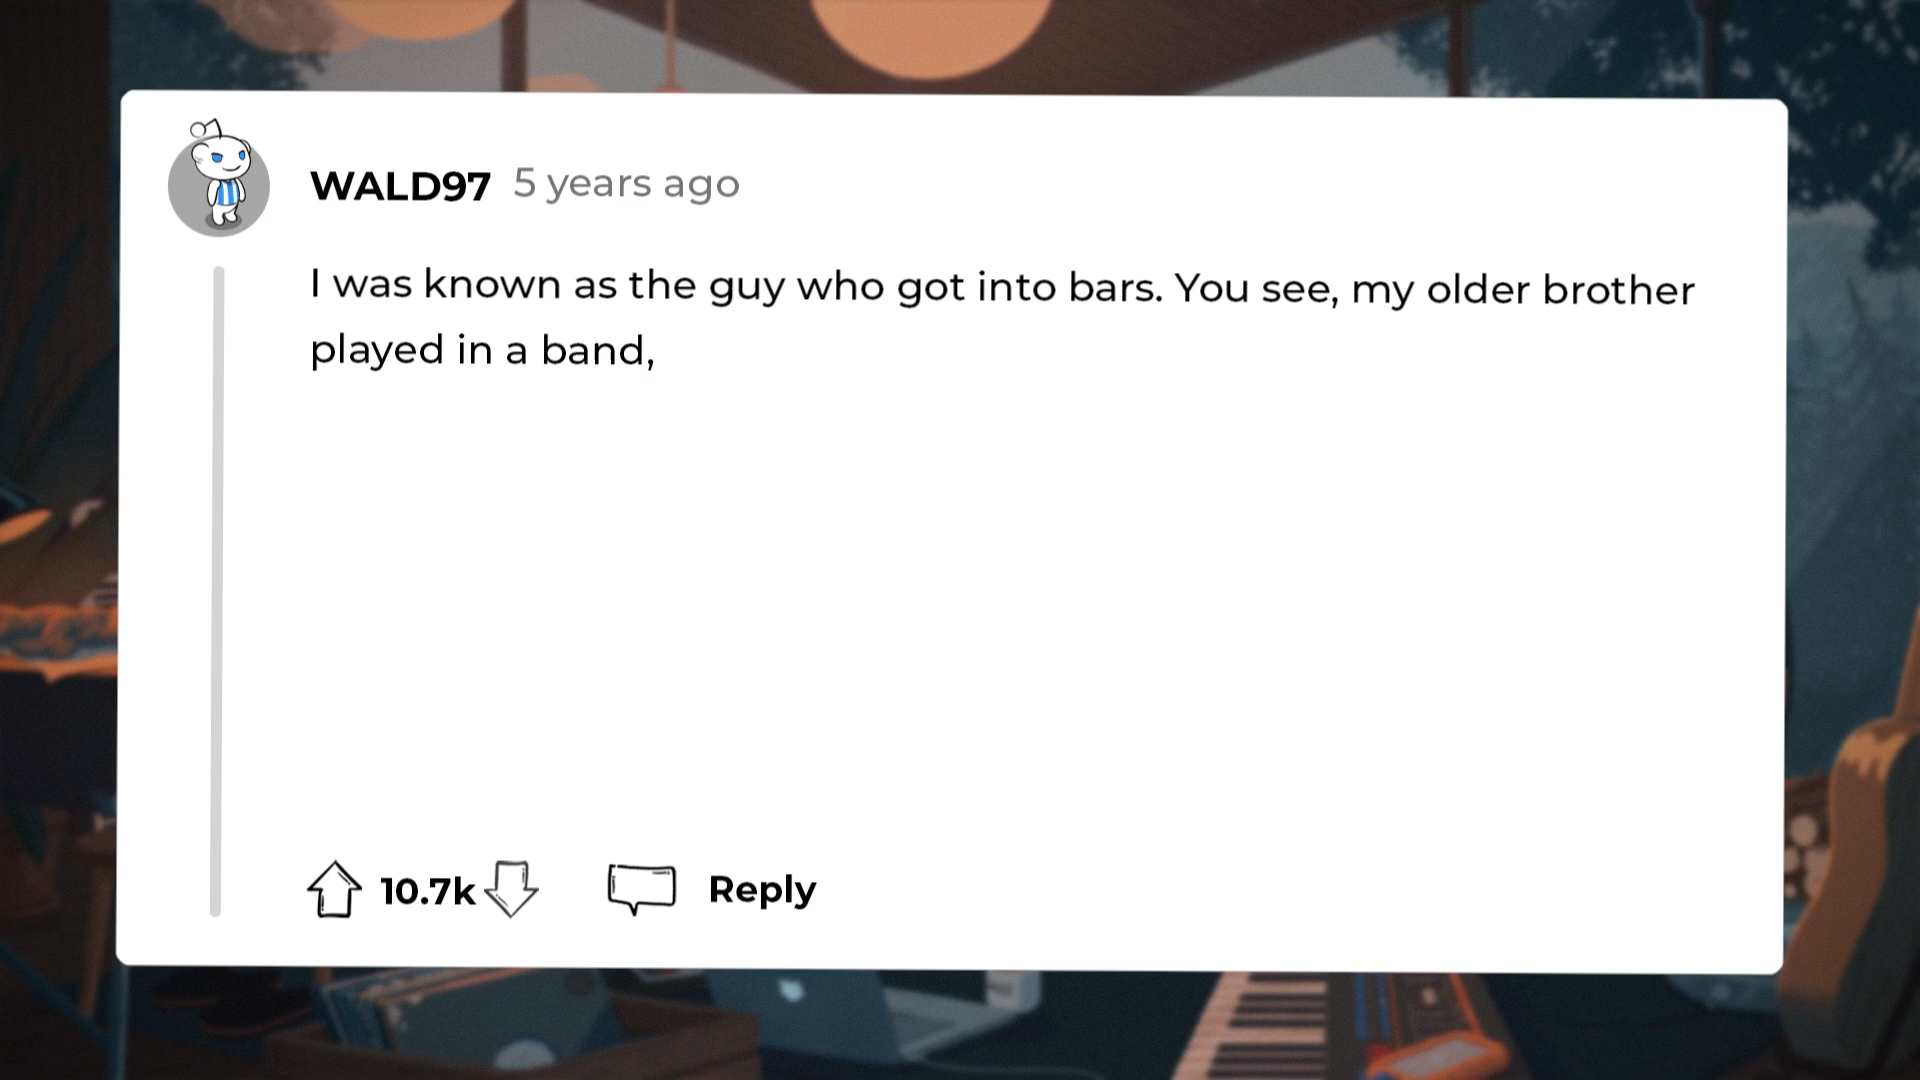 WALD97 5 years ago
I was known as the guy who got into bars. You see, my older brother
played in a band,
10.7k Reply